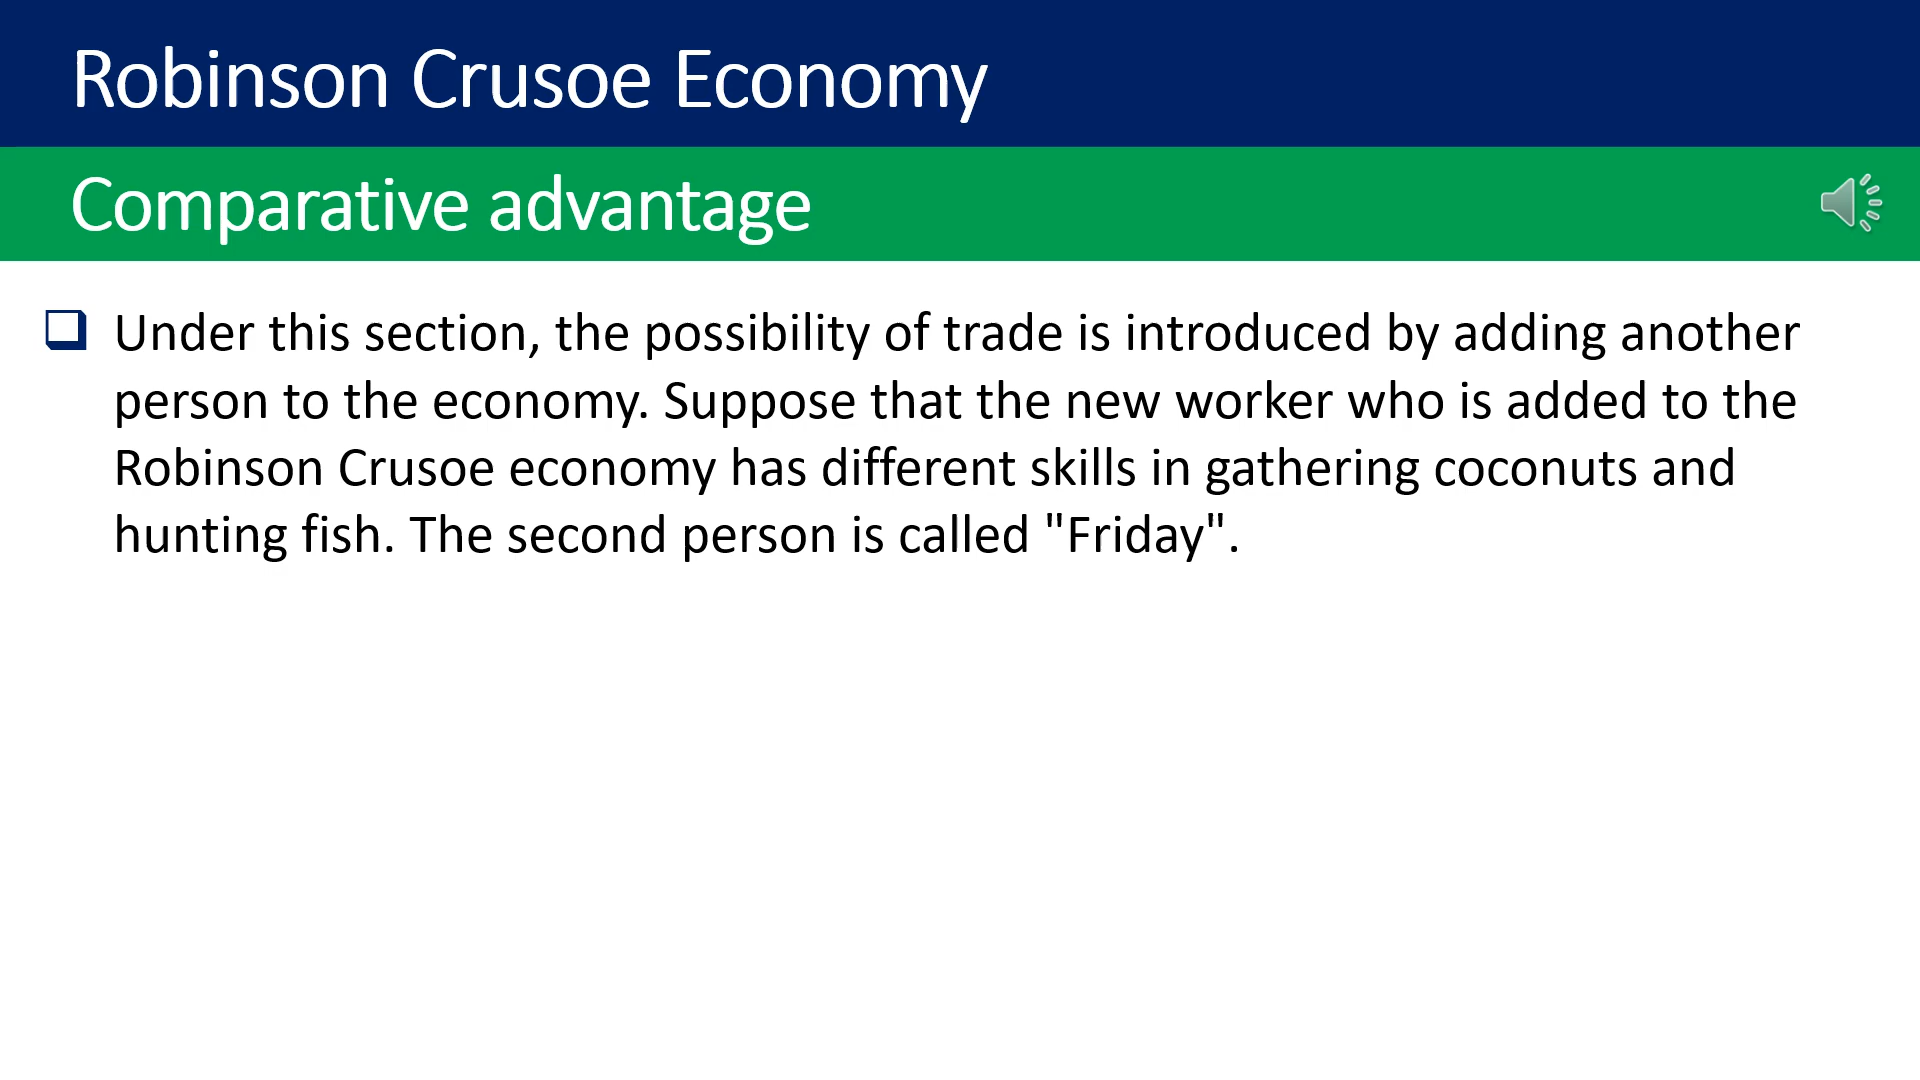 Robinson Crusoe Economy
Comparative advantage
Under this section, the possibility of trade is introduced by adding another
person to the economy. Suppose that the new worker who is added to the
Robinson Crusoe economy has different skills in gathering coconuts and
hunting fish. The second person is called "Friday".